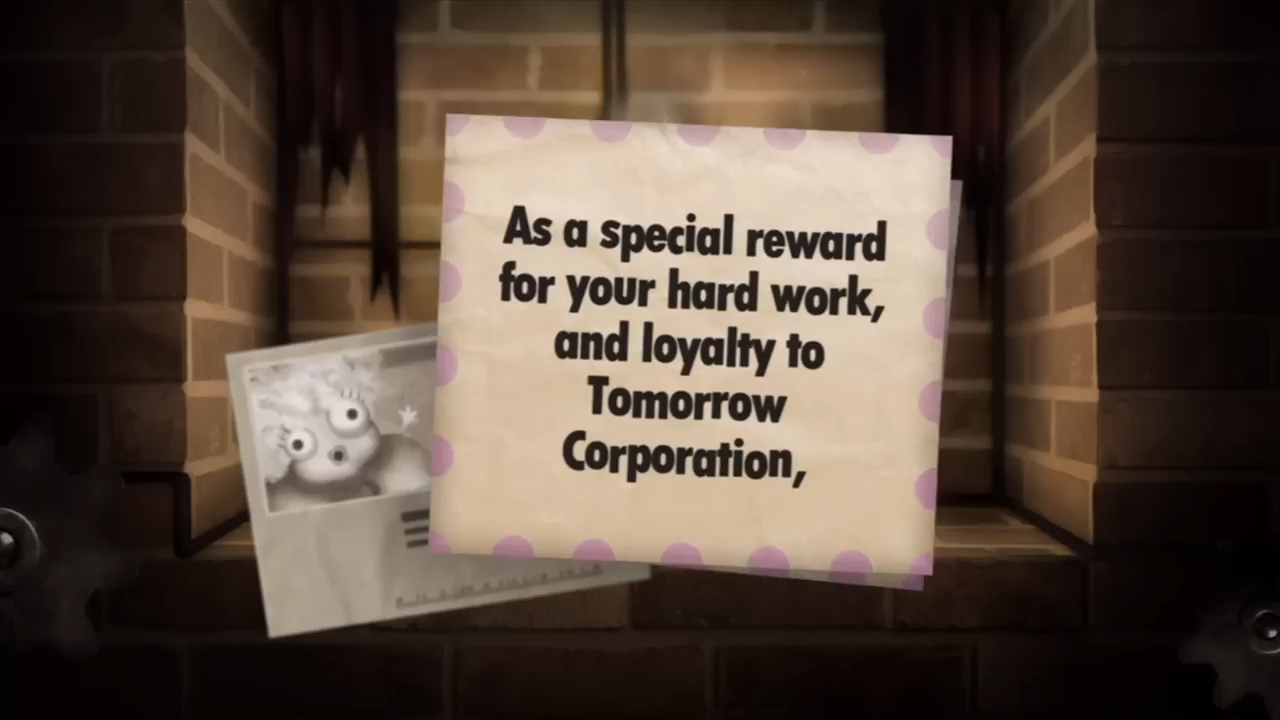 As a special reward
for your hard work,
and loyalty to
Tomorrow
Corporation,